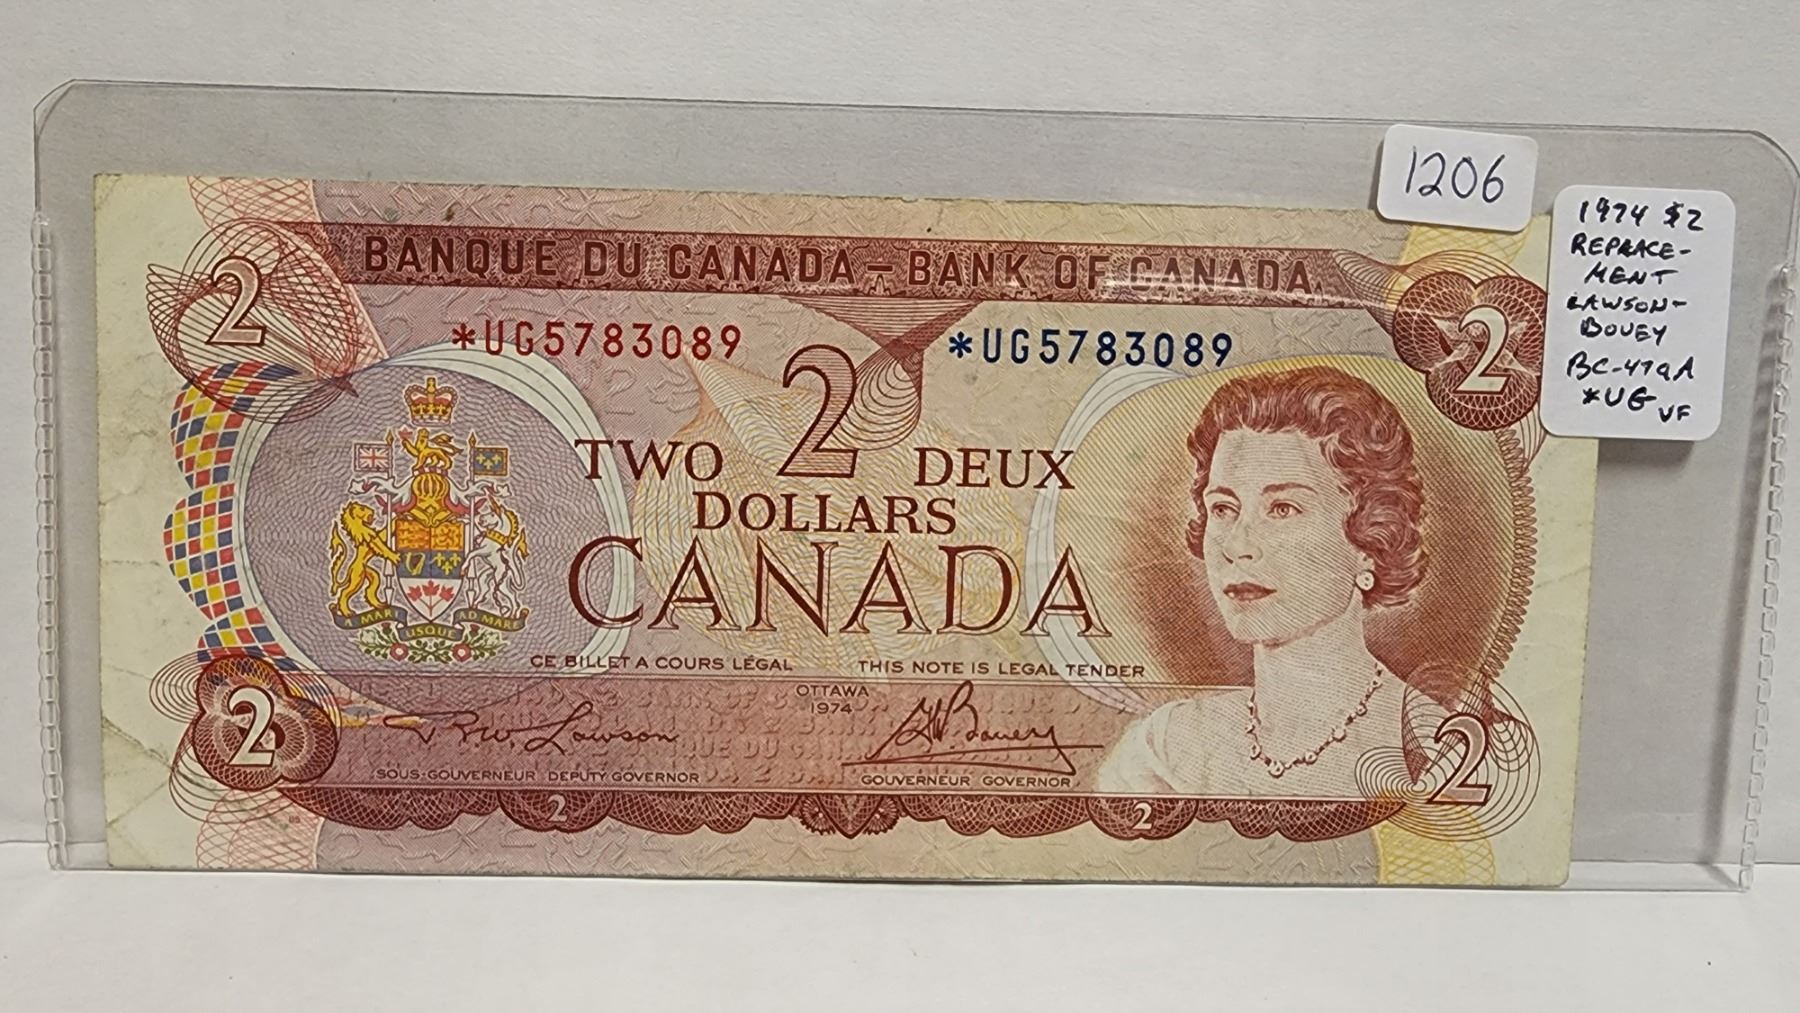 1206
1974 $2
REPLACE-
MENT
LAWSON-
BOUEY
BC-47aA
*UG VF
BANQUE DU CANADA – BANK OF CANADA
2
2
*UG5783089
*UG5783089
2
TWO DEUX
DOLLARS
CANADA
A MARI USQUE AD MARE
CE BILLET A COURS LÉGAL
THIS NOTE IS LEGAL TENDER
OTTAWA
1974
R.W. Lawson
G.K. Bouey
SOUS-GOUVERNEUR DEPUTY GOVERNOR
GOUVERNEUR GOVERNOR
2
2
2
2